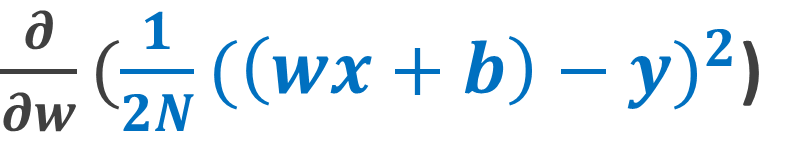 ∂/∂w (1/2N ((wx + b) − y)²)